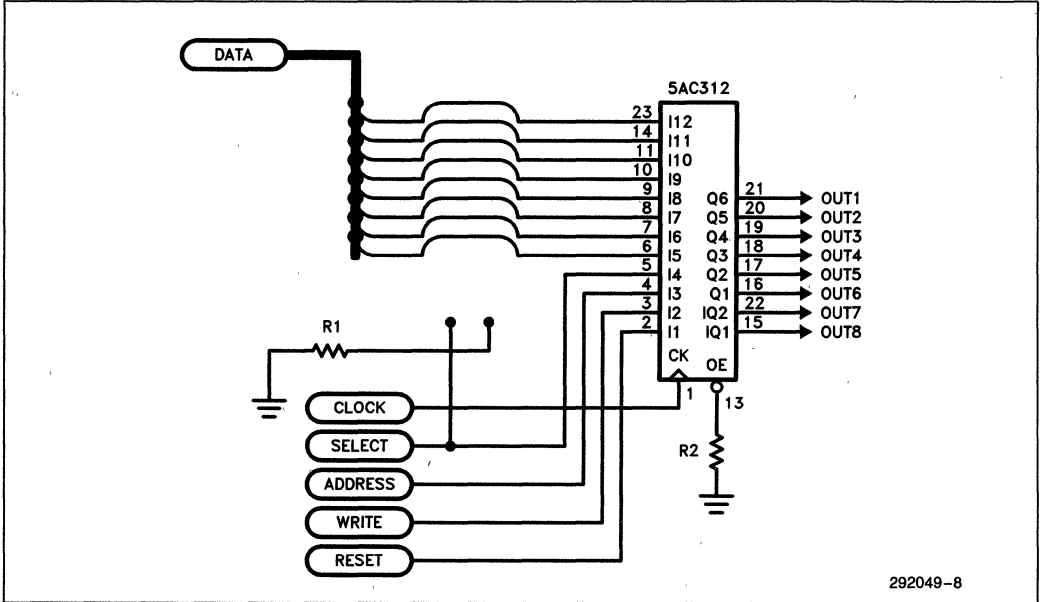 DATA
5AC312
23 I12
14 I11
11 I10
10 I9
9 I8 Q6 21 OUT1
8 I7 Q5 20 OUT2
7 I6 Q4 19 OUT3
6 I5 Q3 18 OUT4
5 I4 Q2 17 OUT5
4 I3 Q1 16 OUT6
3 I2 IQ2 22 OUT7
2 I1 IQ1 15 OUT8
R1
CK OE
1 13
CLOCK
SELECT
R2
ADDRESS
WRITE
RESET
292049-8